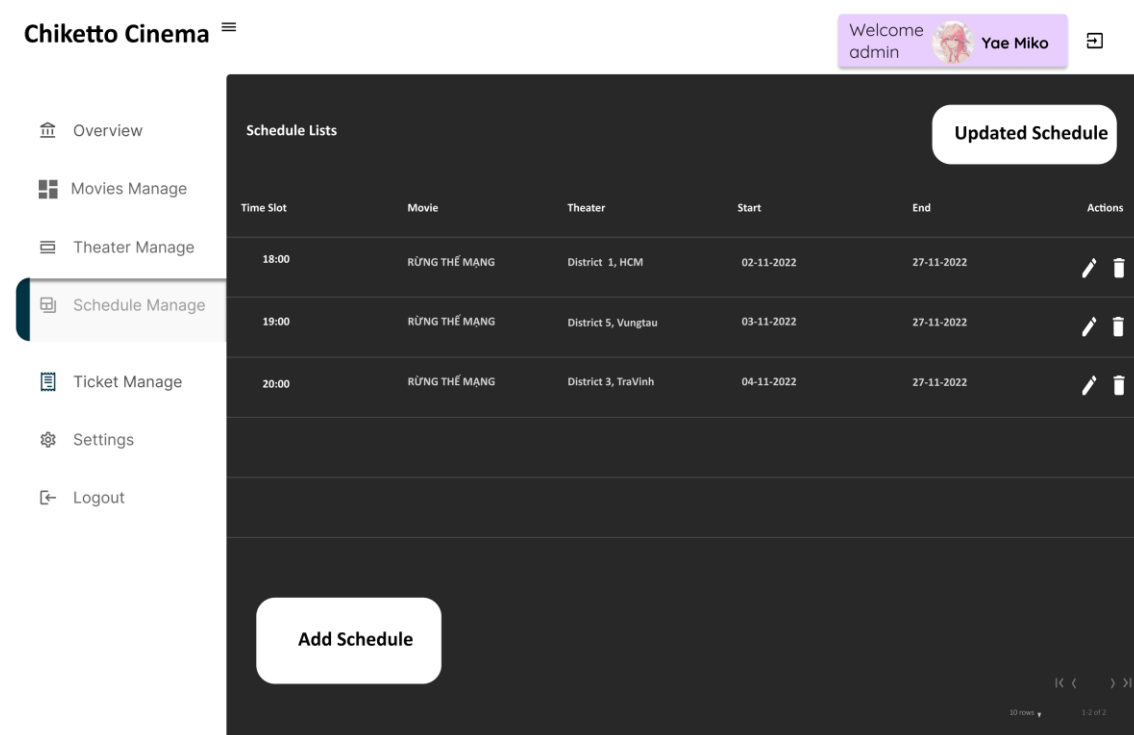 Chiketto Cinema
Welcome
admin
Yae Miko
Overview
Movies Manage
Theater Manage
Schedule Manage
Ticket Manage
Settings
Logout
Schedule Lists
Updated Schedule
Time Slot Movie Theater Start End Actions
18:00 RỪNG THẾ MẠNG District 1, HCM 02-11-2022 27-11-2022
19:00 RỪNG THẾ MẠNG District 5, Vungtau 03-11-2022 27-11-2022
20:00 RỪNG THẾ MẠNG District 3, TraVinh 04-11-2022 27-11-2022
Add Schedule
10 rows 1-2 of 2